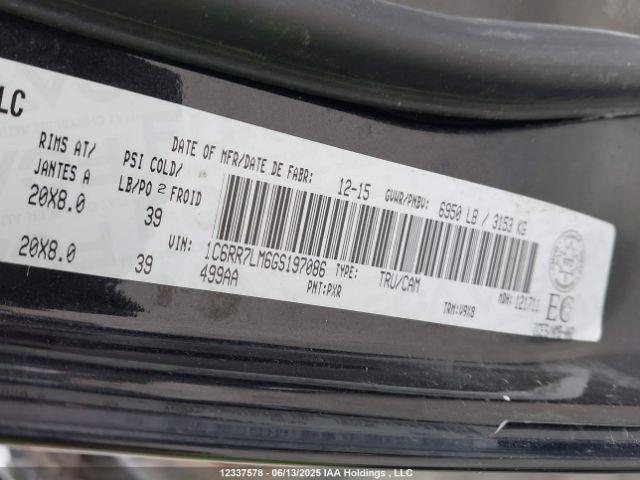 LC
RIMS AT/
JANTES A
20X8.0
20X8.0
PSI COLD/
LB/PO 2 FROID
39
39
DATE OF MFR/DATE DE FABR: 12-15 GVWR/PNBV: 6950 LB / 3153 KG
VIN: 1C6RR7LM6GS197086 TYPE: TRU/CAM
499AA PNT:PXR TRM:V9X8 MDH: 121711
EC
12337578 - 06/13/2025 IAA Holdings , LLC